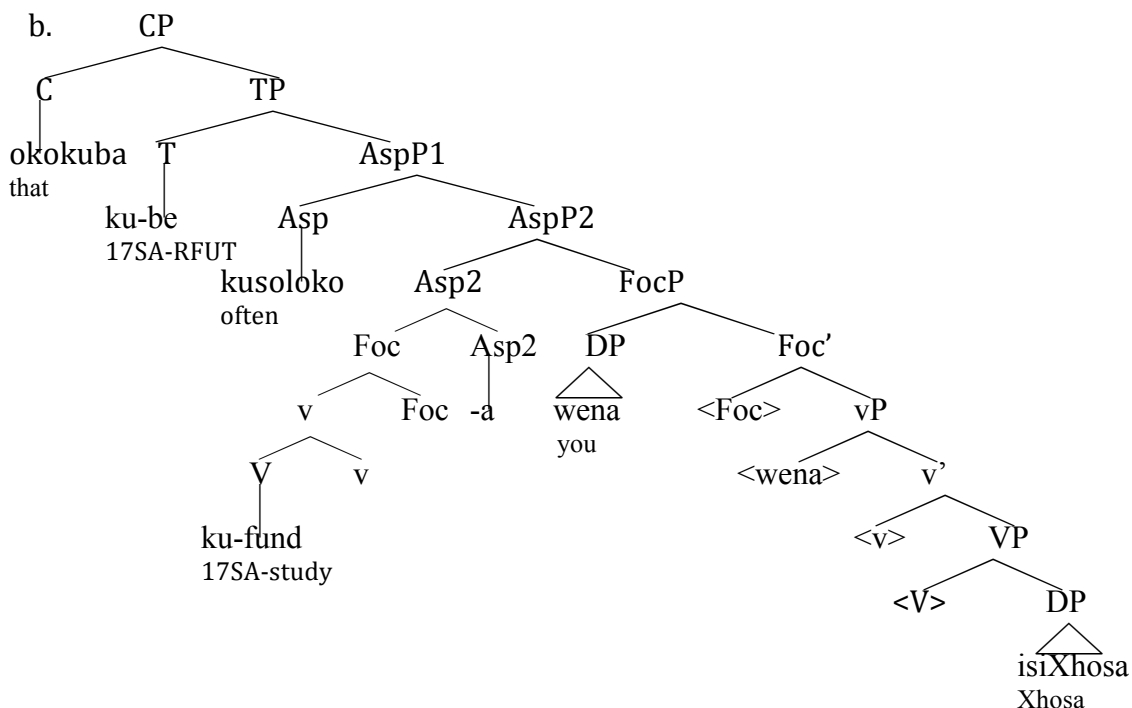 b. CP
C TP
okokuba T AspP1
that
ku-be Asp AspP2
17SA-RFUT
kusoloko Asp2 FocP
often
Foc Asp2 DP Foc’
v Foc -a wena <Foc> vP
you
V v <wena> v’
ku-fund <v> VP
17SA-study
<V> DP
isiXhosa
Xhosa